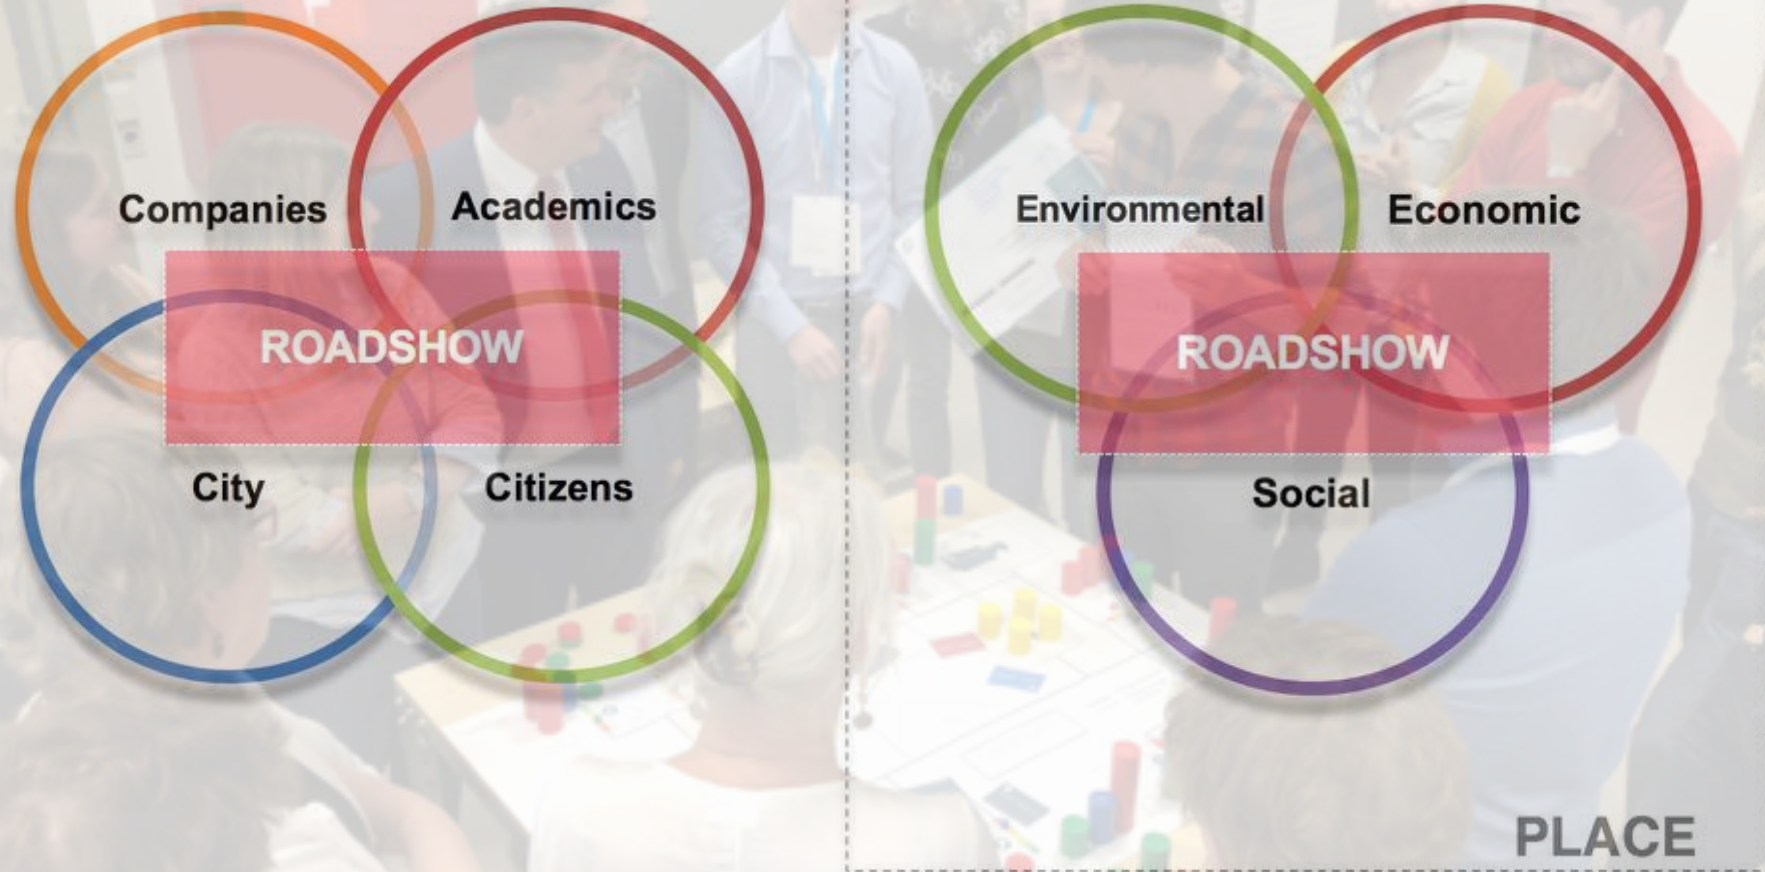 Companies
Academics
ROADSHOW
City
Citizens
Environmental
Economic
ROADSHOW
Social
PLACE